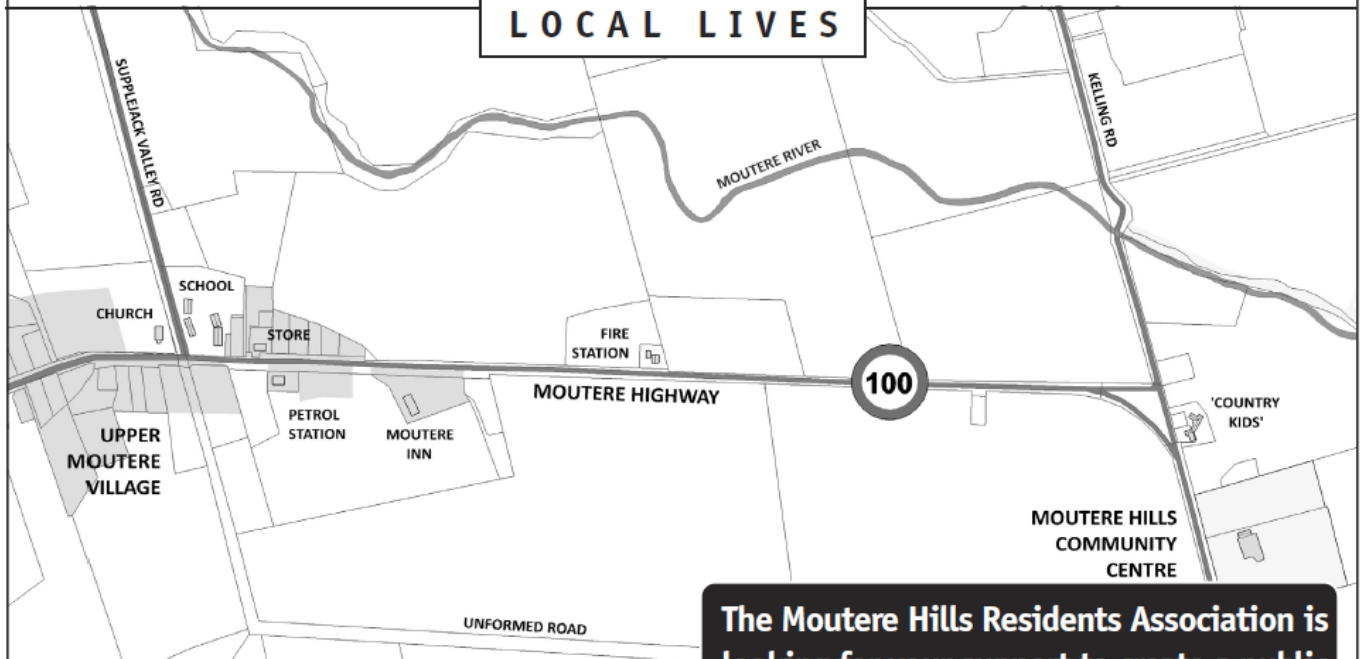 LOCAL LIVES
SUPPLEJACK VALLEY RD
KELLING RD
MOUTERE RIVER
SCHOOL
CHURCH
STORE
FIRE
STATION
MOUTERE HIGHWAY
100
'COUNTRY
KIDS'
PETROL
STATION
MOUTERE
INN
UPPER
MOUTERE
VILLAGE
MOUTERE HILLS
COMMUNITY
CENTRE
UNFORMED ROAD
The Moutere Hills Residents Association is